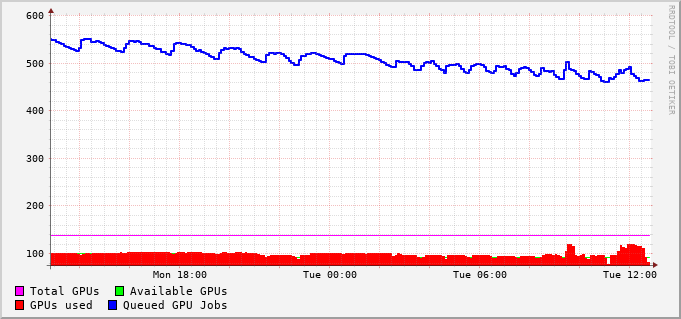 600
500
400
300
200
100
Mon 18:00 Tue 00:00 Tue 06:00 Tue 12:00
Total GPUs Available GPUs
GPUs used Queued GPU Jobs
RRDTOOL / TOBI OETIKER